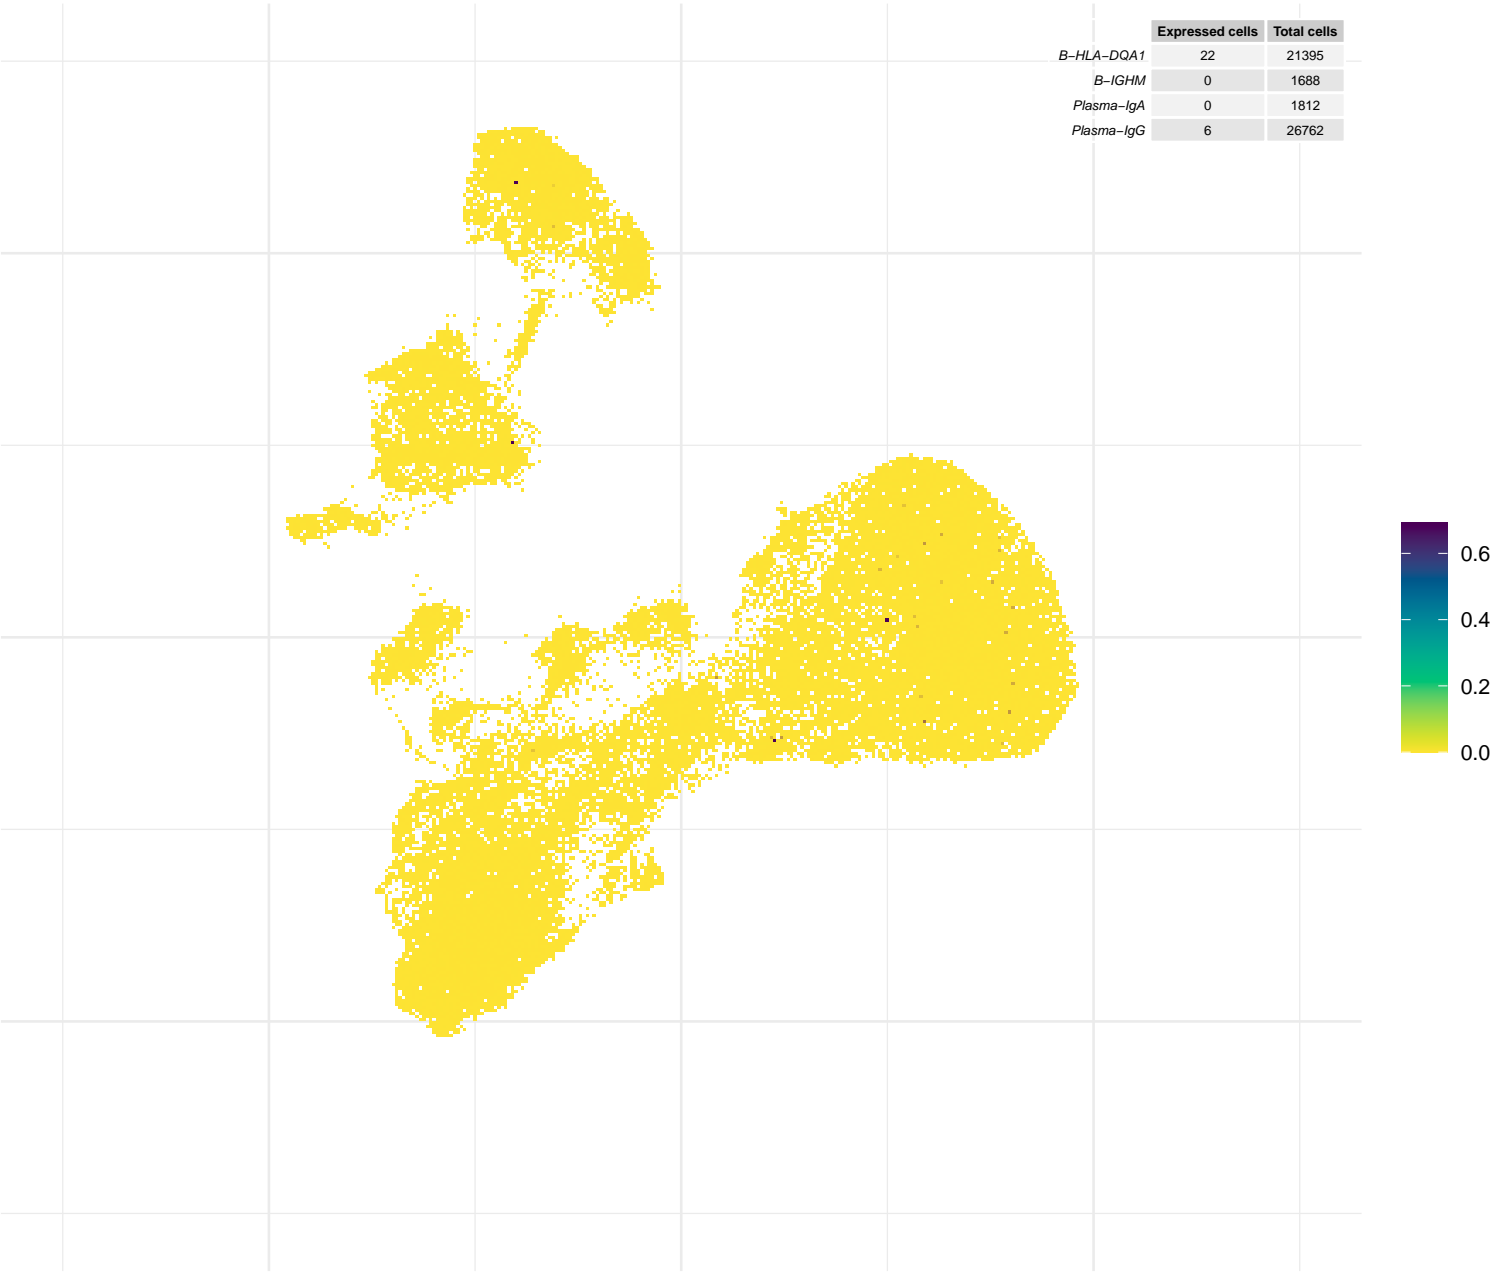 Expressed cells Total cells
B−HLA−DQA1 22 21395
B−IGHM 0 1688
Plasma−IgA 0 1812
Plasma−IgG 6 26762
0.6
0.4
0.2
0.0